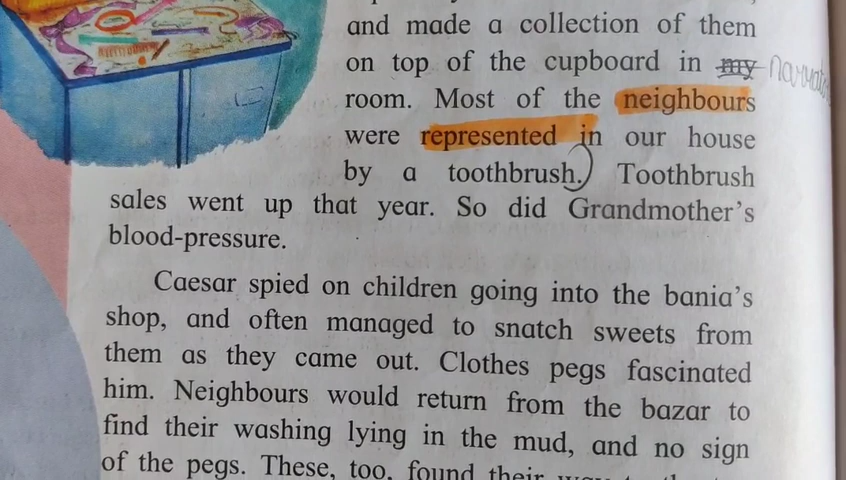 and made a collection of them
on top of the cupboard in my
room. Most of the neighbours
were represented in our house
by a toothbrush. Toothbrush
sales went up that year. So did Grandmother's
blood-pressure.
Caesar spied on children going into the bania's
shop, and often managed to snatch sweets from
them as they came out. Clothes pegs fascinated
him. Neighbours would return from the bazar to
find their washing lying in the mud, and no sign
of the pegs. These, too, found their way to the